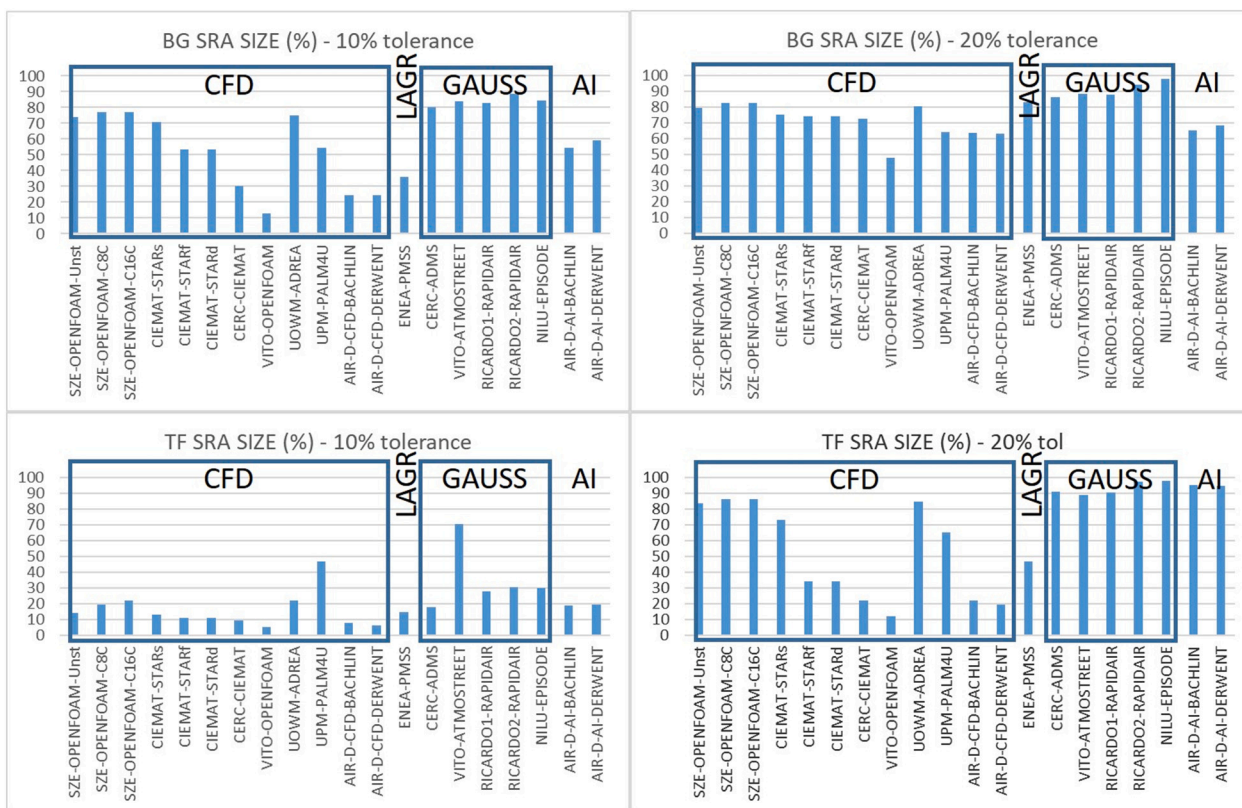 BG SRA SIZE (%) - 10% tolerance
CFD
LAGR
GAUSS
AI
100
90
80
70
60
50
40
30
20
10
0
SZE-OPENFOAM-Unst
SZE-OPENFOAM-C8C
SZE-OPENFOAM-C16C
CIEMAT-STARs
CIEMAT-STARf
CIEMAT-STARd
CERC-CIEMAT
VITO-OPENFOAM
UOWM-ADREA
UPM-PALM4U
AIR-D-CFD-BACHLIN
AIR-D-CFD-DERWENT
ENEA-PMSS
CERC-ADMS
VITO-ATMOSTREET
RICARDO1-RAPIDAIR
RICARDO2-RAPIDAIR
NILU-EPISODE
AIR-D-AI-BACHLIN
AIR-D-AI-DERWENT
BG SRA SIZE (%) - 20% tolerance
CFD
LAGR
GAUSS
AI
100
90
80
70
60
50
40
30
20
10
0
SZE-OPENFOAM-Unst
SZE-OPENFOAM-C8C
SZE-OPENFOAM-C16C
CIEMAT-STARs
CIEMAT-STARf
CIEMAT-STARd
CERC-CIEMAT
VITO-OPENFOAM
UOWM-ADREA
UPM-PALM4U
AIR-D-CFD-BACHLIN
AIR-D-CFD-DERWENT
ENEA-PMSS
CERC-ADMS
VITO-ATMOSTREET
RICARDO1-RAPIDAIR
RICARDO2-RAPIDAIR
NILU-EPISODE
AIR-D-AI-BACHLIN
AIR-D-AI-DERWENT
TF SRA SIZE (%) - 10% tolerance
CFD
LAGR
GAUSS
AI
100
90
80
70
60
50
40
30
20
10
0
SZE-OPENFOAM-Unst
SZE-OPENFOAM-C8C
SZE-OPENFOAM-C16C
CIEMAT-STARs
CIEMAT-STARf
CIEMAT-STARd
CERC-CIEMAT
VITO-OPENFOAM
UOWM-ADREA
UPM-PALM4U
AIR-D-CFD-BACHLIN
AIR-D-CFD-DERWENT
ENEA-PMSS
CERC-ADMS
VITO-ATMOSTREET
RICARDO1-RAPIDAIR
RICARDO2-RAPIDAIR
NILU-EPISODE
AIR-D-AI-BACHLIN
AIR-D-AI-DERWENT
TF SRA SIZE (%) - 20% tol
CFD
LAGR
GAUSS
AI
100
90
80
70
60
50
40
30
20
10
0
SZE-OPENFOAM-Unst
SZE-OPENFOAM-C8C
SZE-OPENFOAM-C16C
CIEMAT-STARs
CIEMAT-STARf
CIEMAT-STARd
CERC-CIEMAT
VITO-OPENFOAM
UOWM-ADREA
UPM-PALM4U
AIR-D-CFD-BACHLIN
AIR-D-CFD-DERWENT
ENEA-PMSS
CERC-ADMS
VITO-ATMOSTREET
RICARDO1-RAPIDAIR
RICARDO2-RAPIDAIR
NILU-EPISODE
AIR-D-AI-BACHLIN
AIR-D-AI-DERWENT